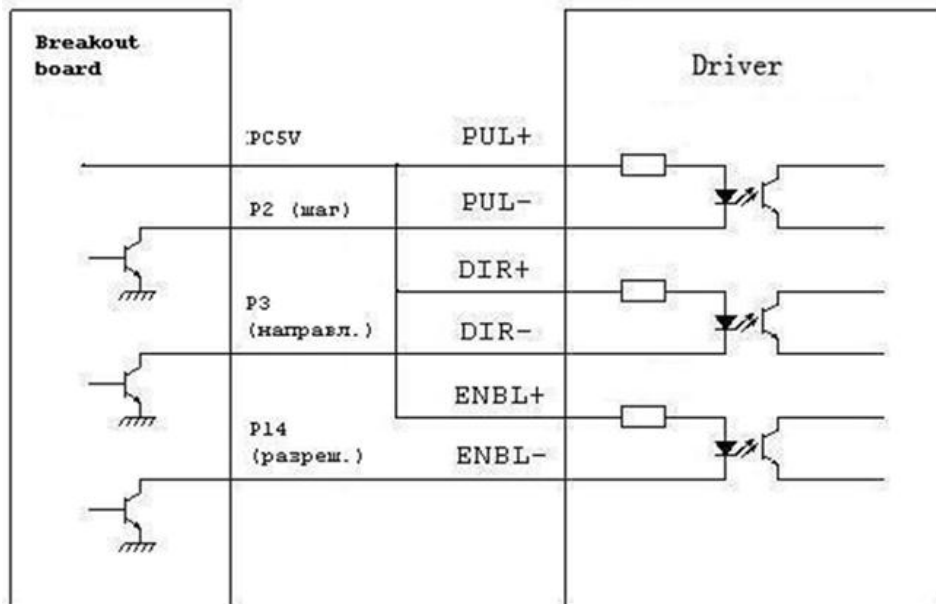 Breakout
board
Driver
PC5V
PUL+
P2 (шаг)
PUL-
DIR+
P3
(направл.)
DIR-
ENBL+
P14
(разреш.)
ENBL-